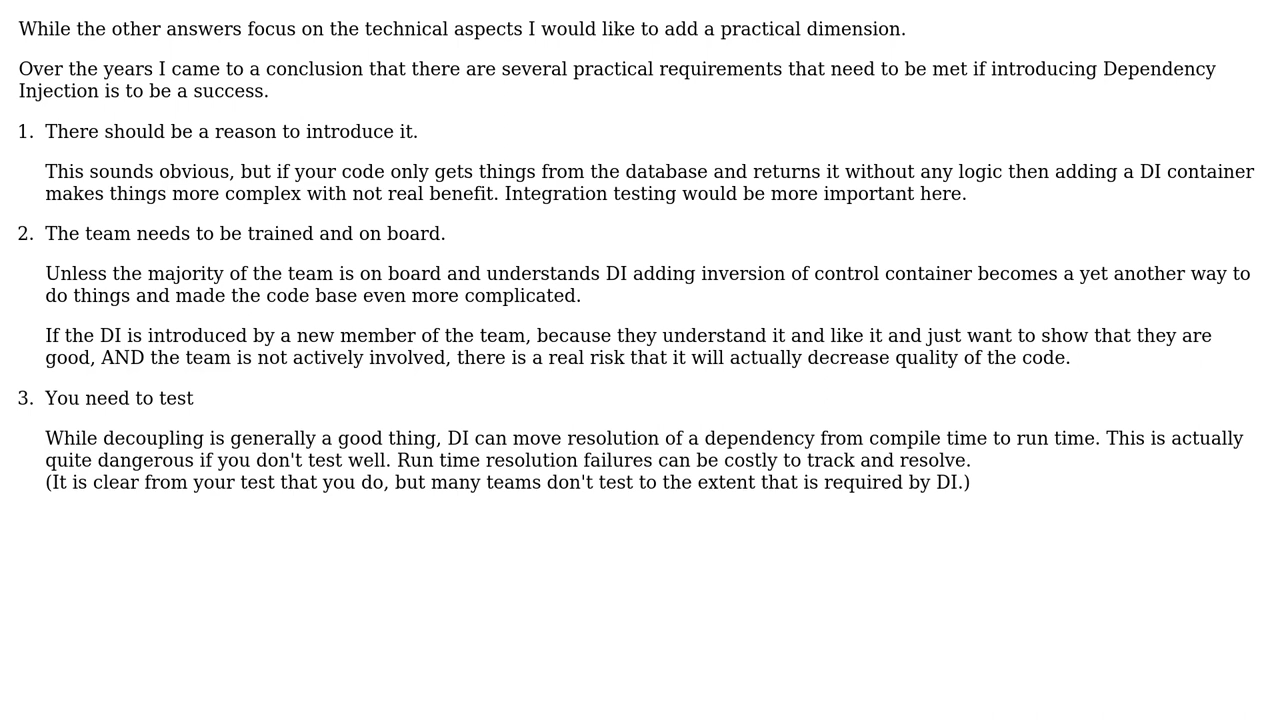 While the other answers focus on the technical aspects I would like to add a practical dimension.
Over the years I came to a conclusion that there are several practical requirements that need to be met if introducing Dependency
Injection is to be a success.
1. There should be a reason to introduce it.
This sounds obvious, but if your code only gets things from the database and returns it without any logic then adding a DI container
makes things more complex with not real benefit. Integration testing would be more important here.
2. The team needs to be trained and on board.
Unless the majority of the team is on board and understands DI adding inversion of control container becomes a yet another way to
do things and made the code base even more complicated.
If the DI is introduced by a new member of the team, because they understand it and like it and just want to show that they are
good, AND the team is not actively involved, there is a real risk that it will actually decrease quality of the code.
3. You need to test
While decoupling is generally a good thing, DI can move resolution of a dependency from compile time to run time. This is actually
quite dangerous if you don't test well. Run time resolution failures can be costly to track and resolve.
(It is clear from your test that you do, but many teams don't test to the extent that is required by DI.)